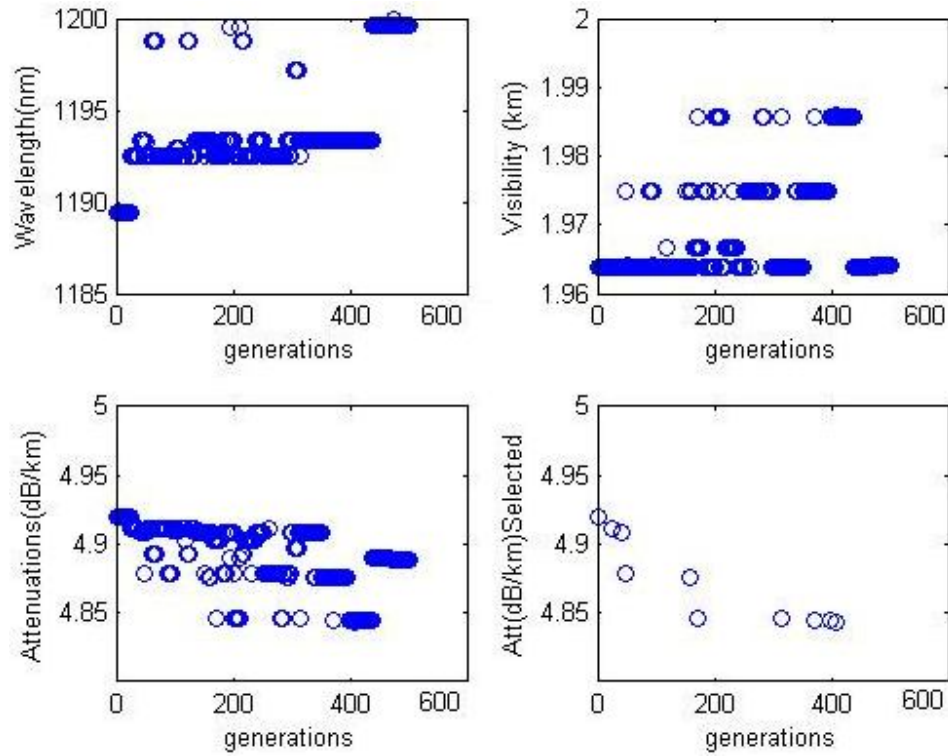 Wavelength(nm)
1200
1195
1190
1185
0 200 400 600
generations
Visibility (km)
2
1.99
1.98
1.97
1.96
0 200 400 600
generations
Attenuations(dB/km)
5
4.95
4.9
4.85
0 200 400 600
generations
Att(dB/km)Selected
5
4.95
4.9
4.85
0 200 400 600
generations